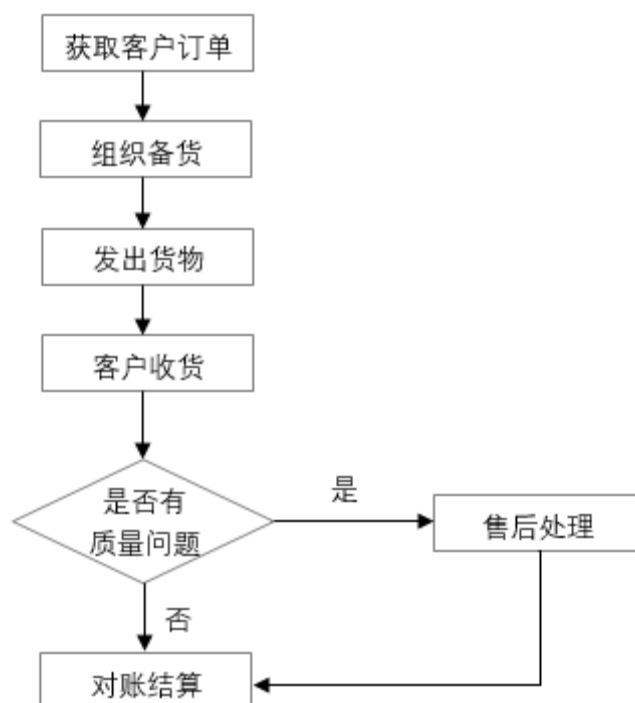 获取客户订单
组织备货
发出货物
客户收货
是否有
质量问题
是
售后处理
否
对账结算